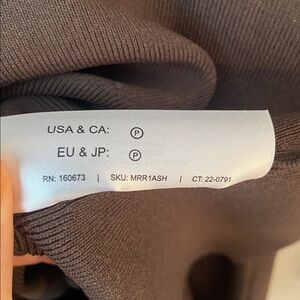 USA & CA: Ⓟ
EU & JP: Ⓟ
RN: 160673 | SKU: MRR1ASH | CT: 22-0791